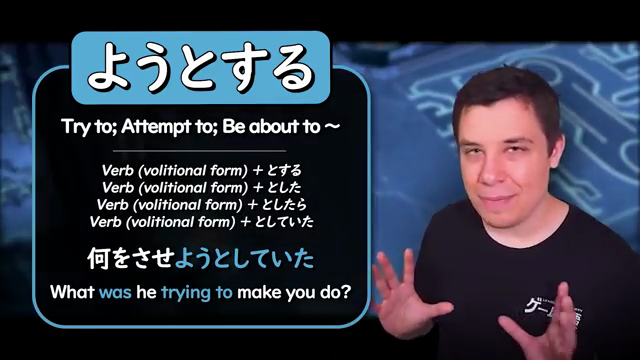 ようとする
Try to; Attempt to; Be about to ~
Verb (volitional form) + とする
Verb (volitional form) + とした
Verb (volitional form) + としたら
Verb (volitional form) + としていた
何をさせようとしていた
What was he trying to make you do?
ゲーム